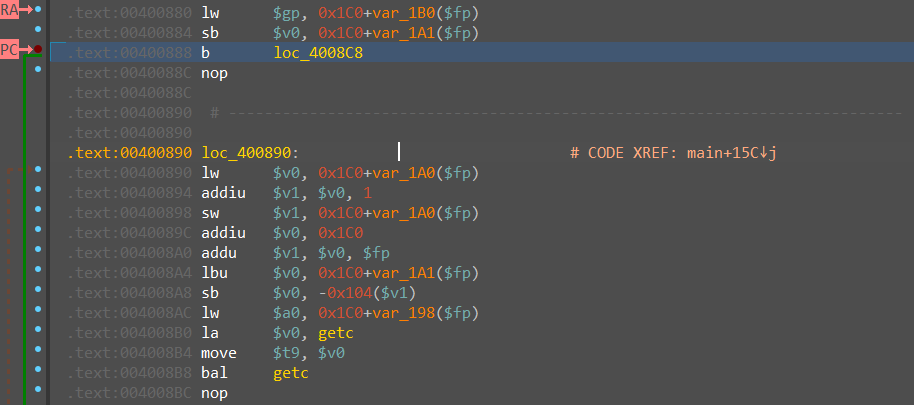 RA .text:00400880 lw $gp, 0x1C0+var_1B0($fp)
.text:00400884 sb $v0, 0x1C0+var_1A1($fp)
PC .text:00400888 b loc_4008C8
.text:0040088C nop
.text:0040088C
.text:00400890 # ---------------------------------------------------------------------------
.text:00400890
.text:00400890 loc_400890: # CODE XREF: main+15C↓j
.text:00400890 lw $v0, 0x1C0+var_1A0($fp)
.text:00400894 addiu $v1, $v0, 1
.text:00400898 sw $v1, 0x1C0+var_1A0($fp)
.text:0040089C addiu $v0, 0x1C0
.text:004008A0 addu $v1, $v0, $fp
.text:004008A4 lbu $v0, 0x1C0+var_1A1($fp)
.text:004008A8 sb $v0, -0x104($v1)
.text:004008AC lw $a0, 0x1C0+var_198($fp)
.text:004008B0 la $v0, getc
.text:004008B4 move $t9, $v0
.text:004008B8 bal getc
.text:004008BC nop